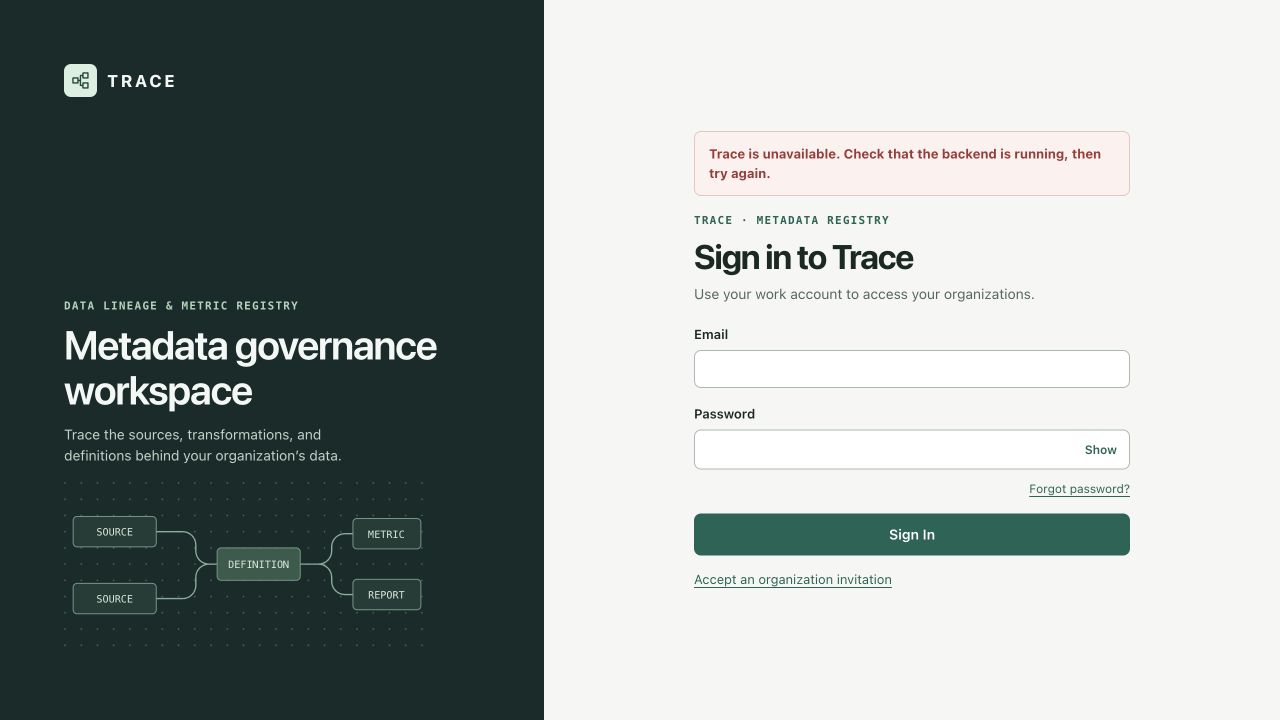 TRACE
DATA LINEAGE & METRIC REGISTRY
Metadata governance
workspace
Trace the sources, transformations, and
definitions behind your organization’s data.
SOURCE
SOURCE
DEFINITION
METRIC
REPORT
Trace is unavailable. Check that the backend is running, then
try again.
TRACE · METADATA REGISTRY
Sign in to Trace
Use your work account to access your organizations.
Email
Password
Show
Forgot password?
Sign In
Accept an organization invitation